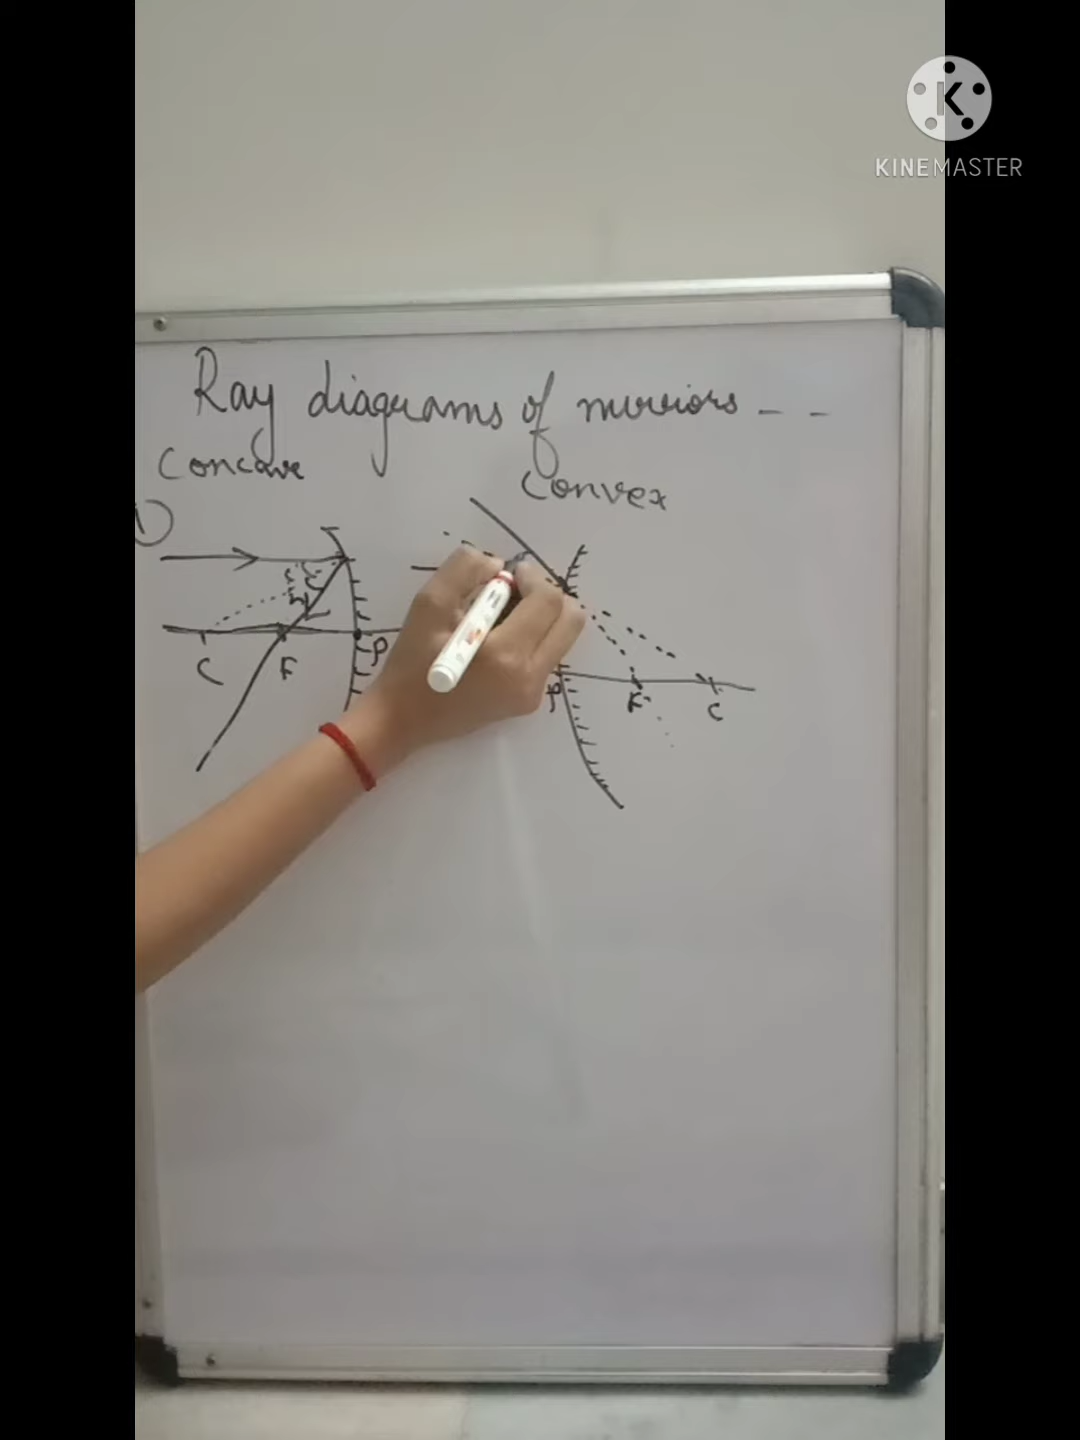 KINEMASTER
Ray diagrams of mirrors - -
Concave
Convex
1
i
r
C F P
P F C